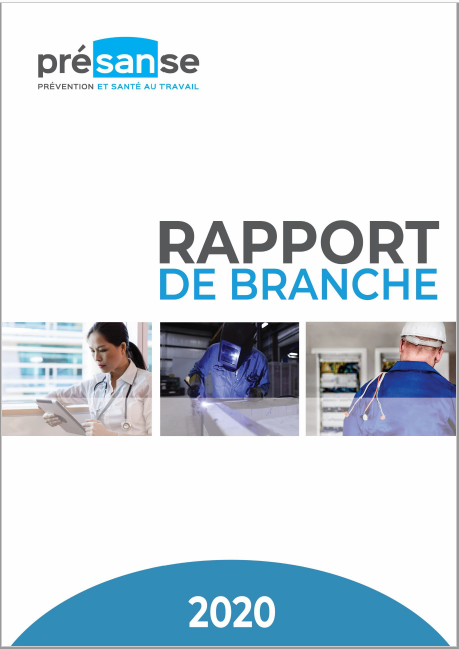 présanse
PRÉVENTION ET SANTÉ AU TRAVAIL
RAPPORT
DE BRANCHE
2020